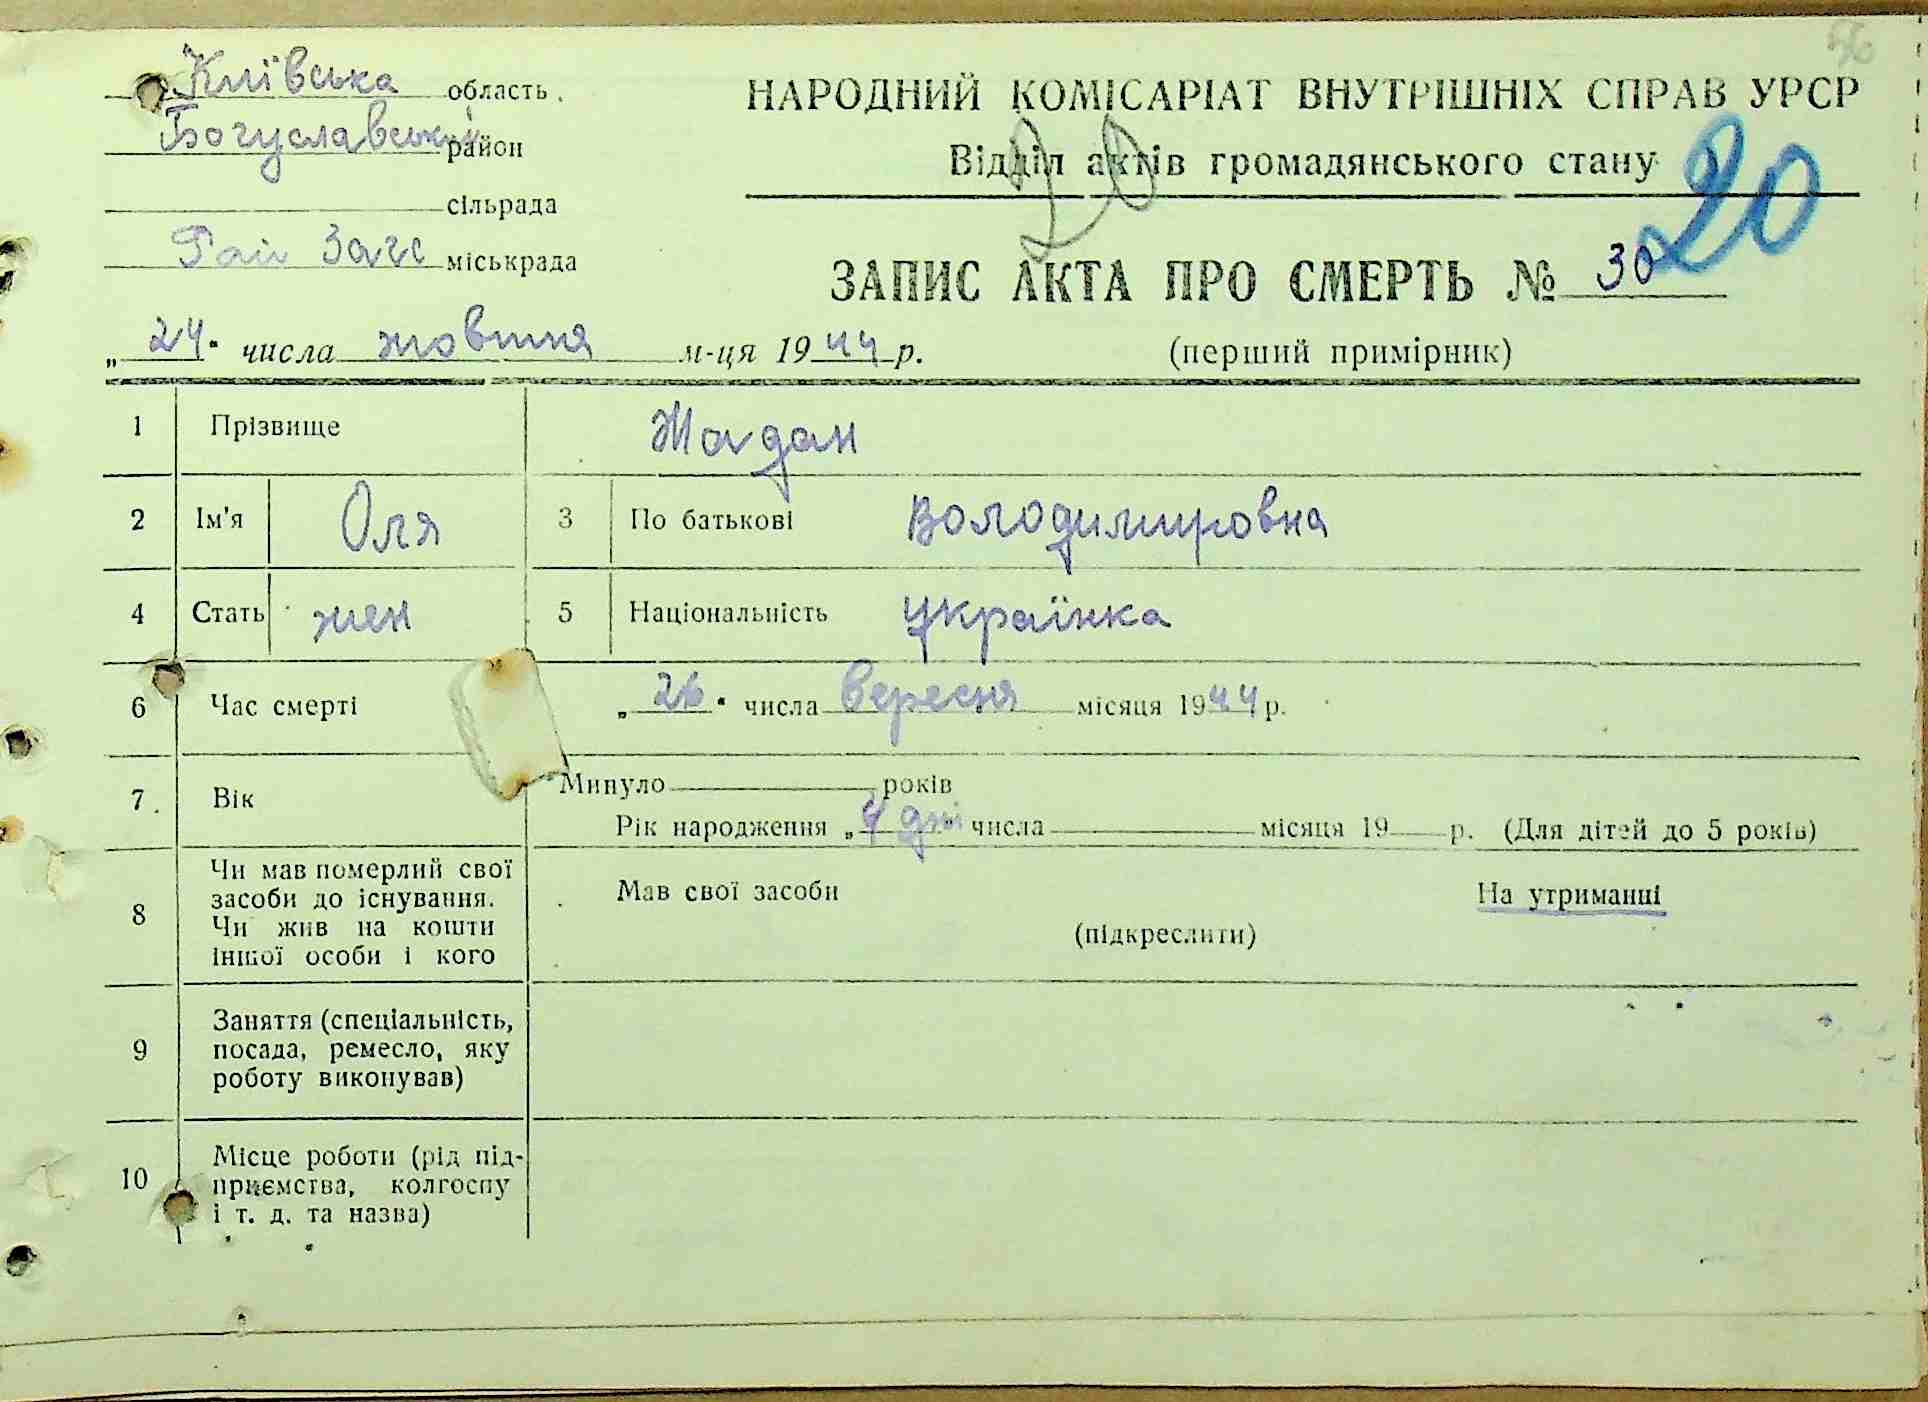 56
Київська область
НАРОДНИЙ КОМІСАРІАТ ВНУТРІШНІХ СПРАВ УРСР
Богуславський район
Відділ актів громадянського стану
20
20
сільрада
Рай Загс міськрада
ЗАПИС АКТА ПРО СМЕРТЬ № 30
„24" числа жовтня м-ця 1944 р.
(перший примірник)
1 Прізвище Жадан
2 Ім'я Оля 3 По батькові Володимировна
4 Стать жен 5 Національність українка
6 Час смерті „26" числа вересня місяця 1944 р.
7 Вік Минуло років
Рік народження „4 дні числа місяця 19 р. (Для дітей до 5 років)
8 Чи мав померлий свої
засоби до існування.
Чи жив на кошти
іншої особи і кого
Мав свої засоби На утриманні
(підкреслити)
9 Заняття (спеціальність,
посада, ремесло, яку
роботу виконував)
10 Місце роботи (рід під-
приємства, колгоспу
і т. д. та назва)